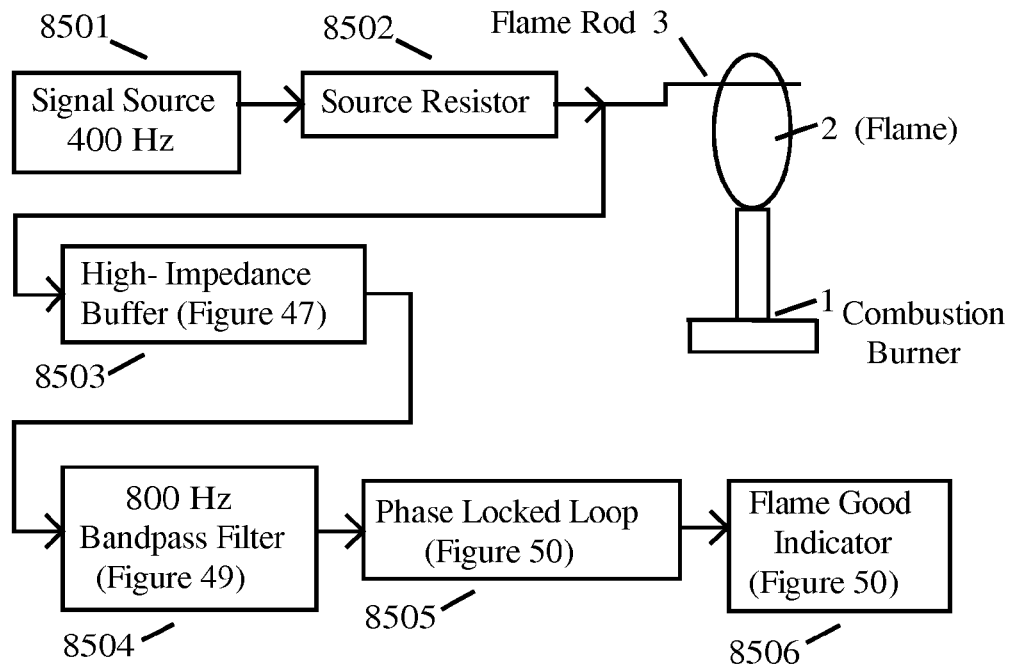 8501
Signal Source
400 Hz
8502
Source Resistor
Flame Rod 3
2 (Flame)
1 Combustion
Burner
High- Impedance
Buffer (Figure 47)
8503
800 Hz
Bandpass Filter
(Figure 49)
8504
Phase Locked Loop
(Figure 50)
8505
Flame Good
Indicator
(Figure 50)
8506